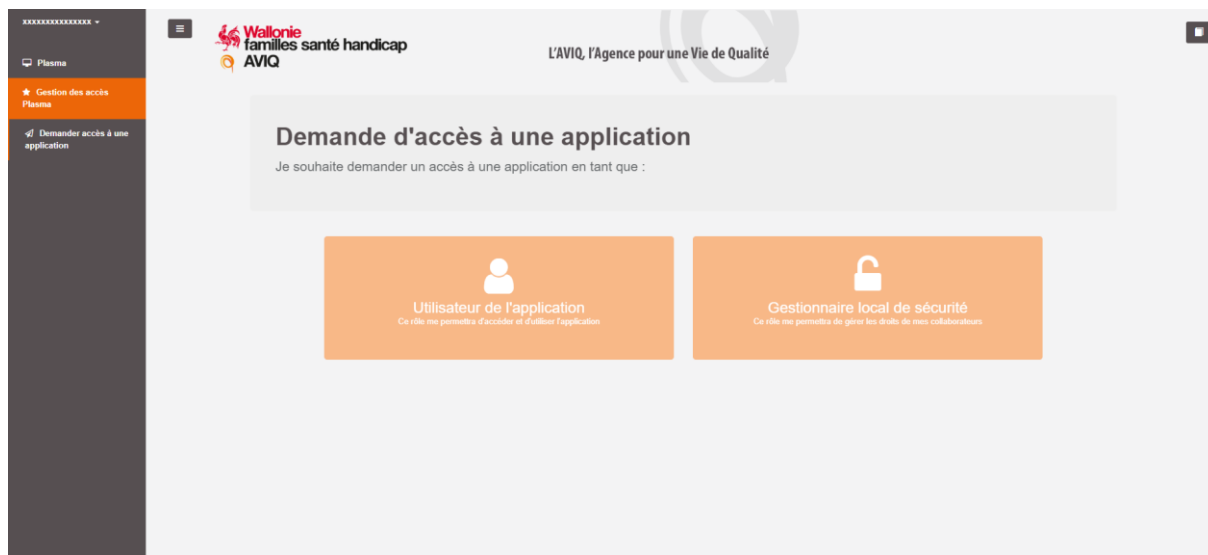 xxxxxxxxxxxxxxx
Plasma
Gestion des accès
Plasma
Demander accès à une
application
Wallonie
familles santé handicap
AVIQ
L'AVIQ, l'Agence pour une Vie de Qualité
Demande d'accès à une application
Je souhaite demander un accès à une application en tant que :
Utilisateur de l'application
Ce rôle me permettra d'accéder et d'utiliser l'application
Gestionnaire local de sécurité
Ce rôle me permettra de gérer les droits de mes collaborateurs